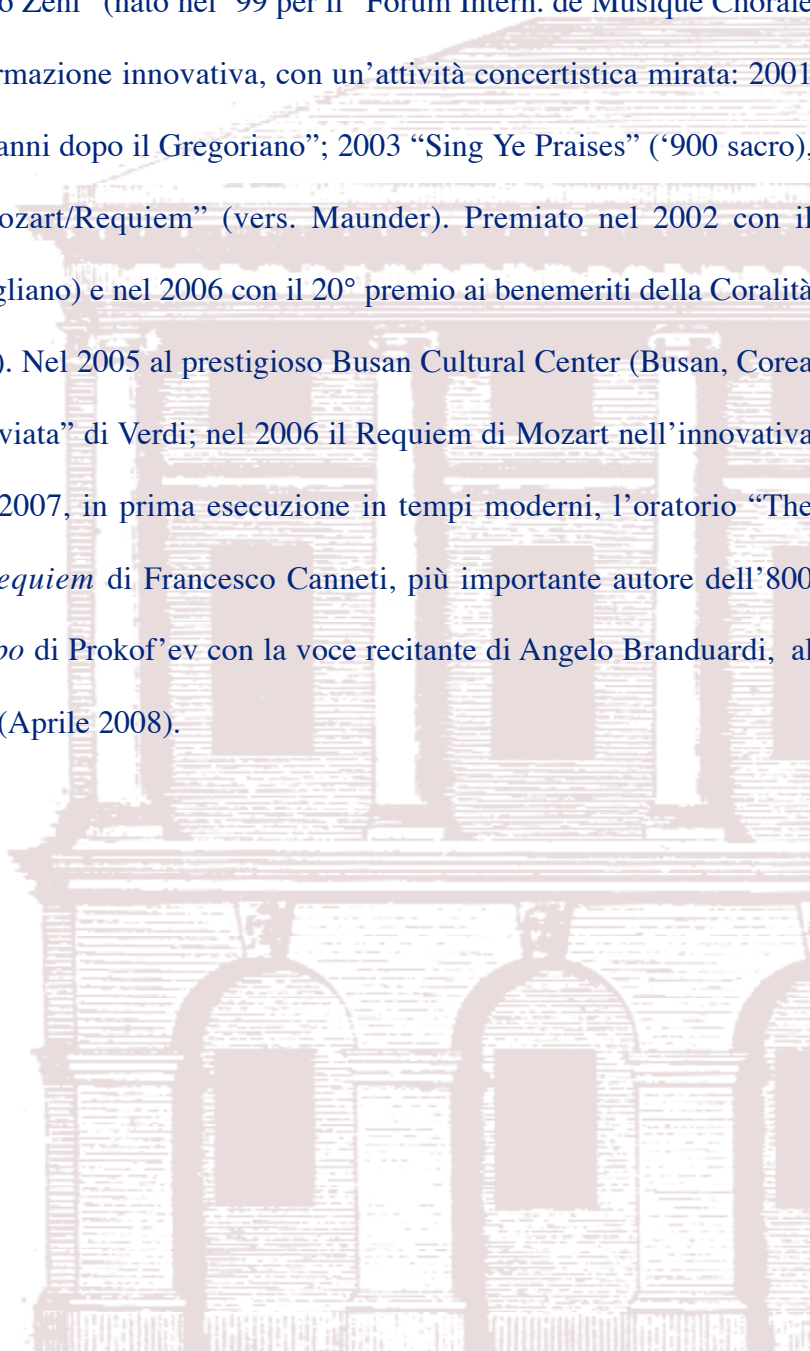 o Zeni” (nato nel ’99 per il “Forum Intern. de Musique Chorale
rmazione innovativa, con un’attività concertistica mirata: 2001
anni dopo il Gregoriano”; 2003 “Sing Ye Praises” (‘900 sacro),
ozart/Requiem” (vers. Maunder). Premiato nel 2002 con il
gliano) e nel 2006 con il 20° premio ai benemeriti della Coralità
). Nel 2005 al prestigioso Busan Cultural Center (Busan, Corea
viata” di Verdi; nel 2006 il Requiem di Mozart nell’innovativa
2007, in prima esecuzione in tempi moderni, l’oratorio “The
equiem di Francesco Canneti, più importante autore dell’800
po di Prokof’ev con la voce recitante di Angelo Branduardi, al
(Aprile 2008).